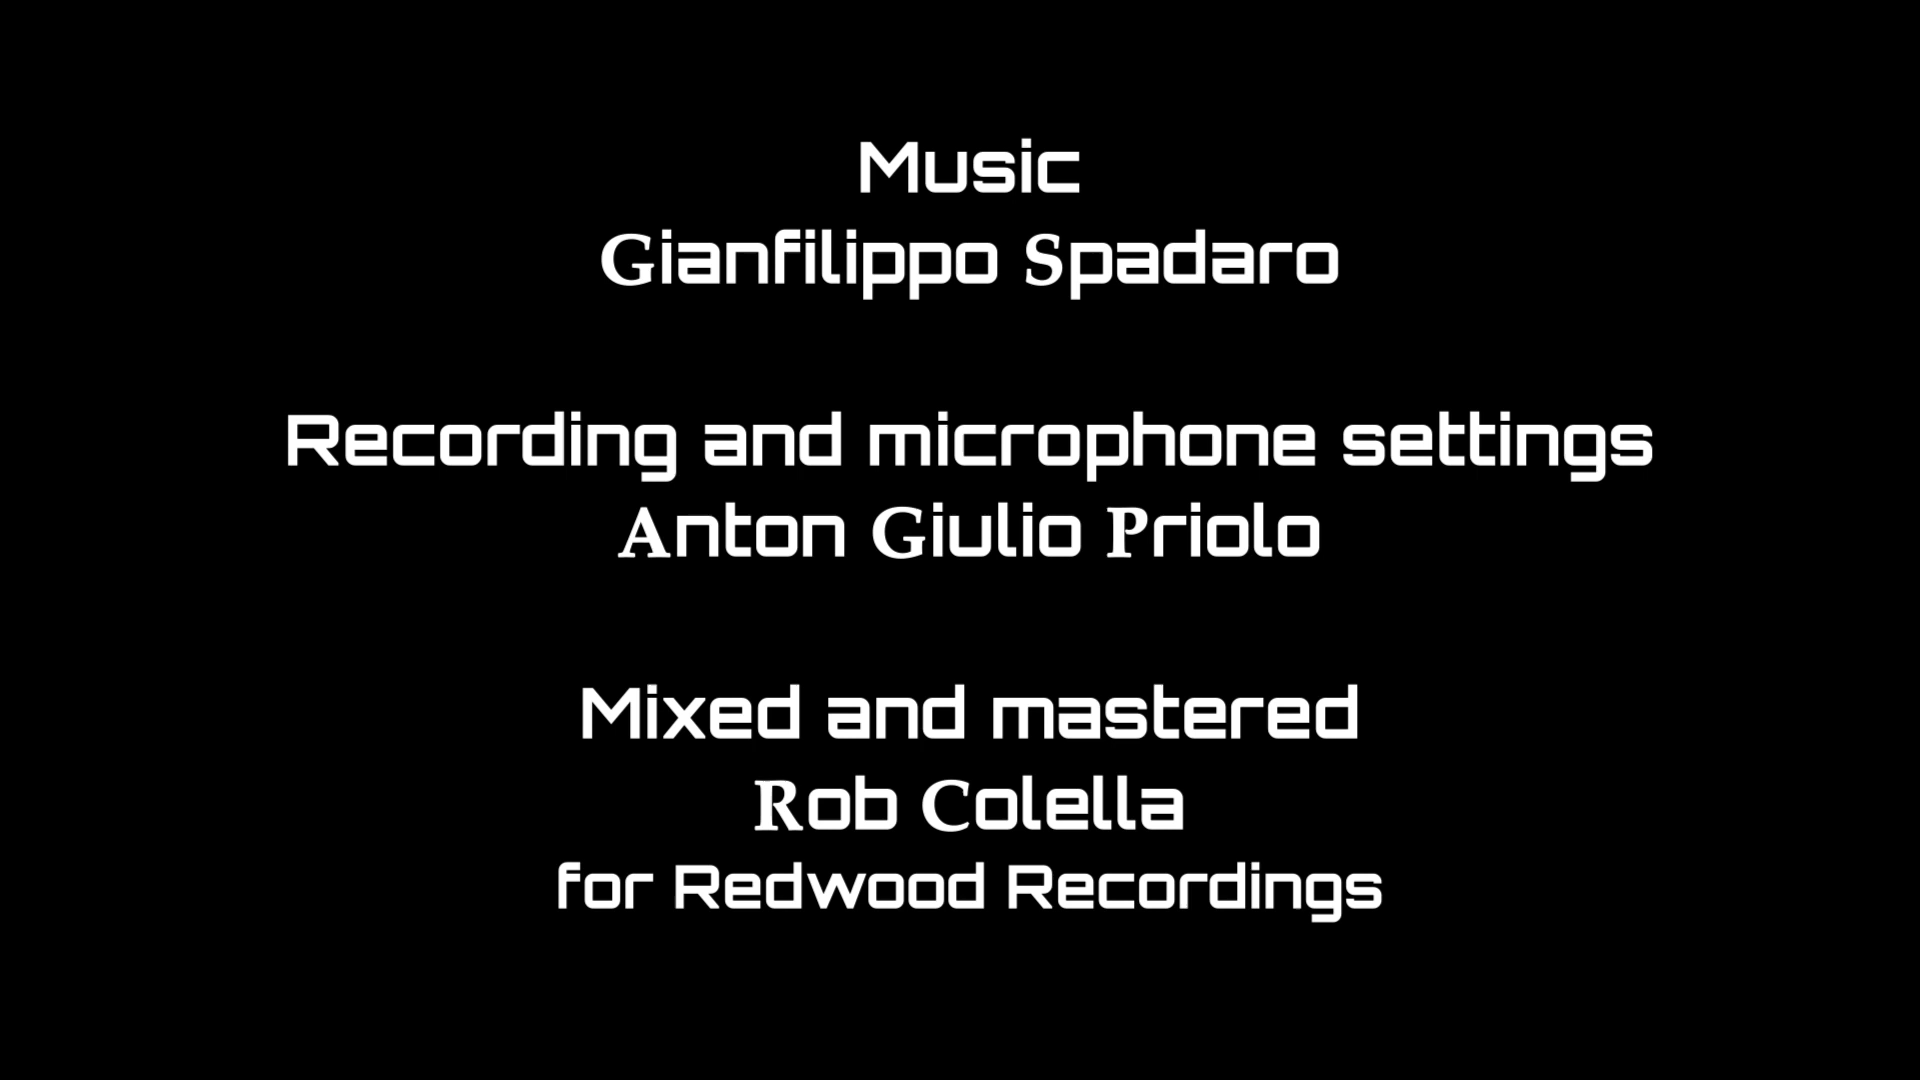 Music
Gianfilippo Spadaro
Recording and microphone settings
Anton Giulio Priolo
Mixed and mastered
Rob Colella
for Redwood Recordings